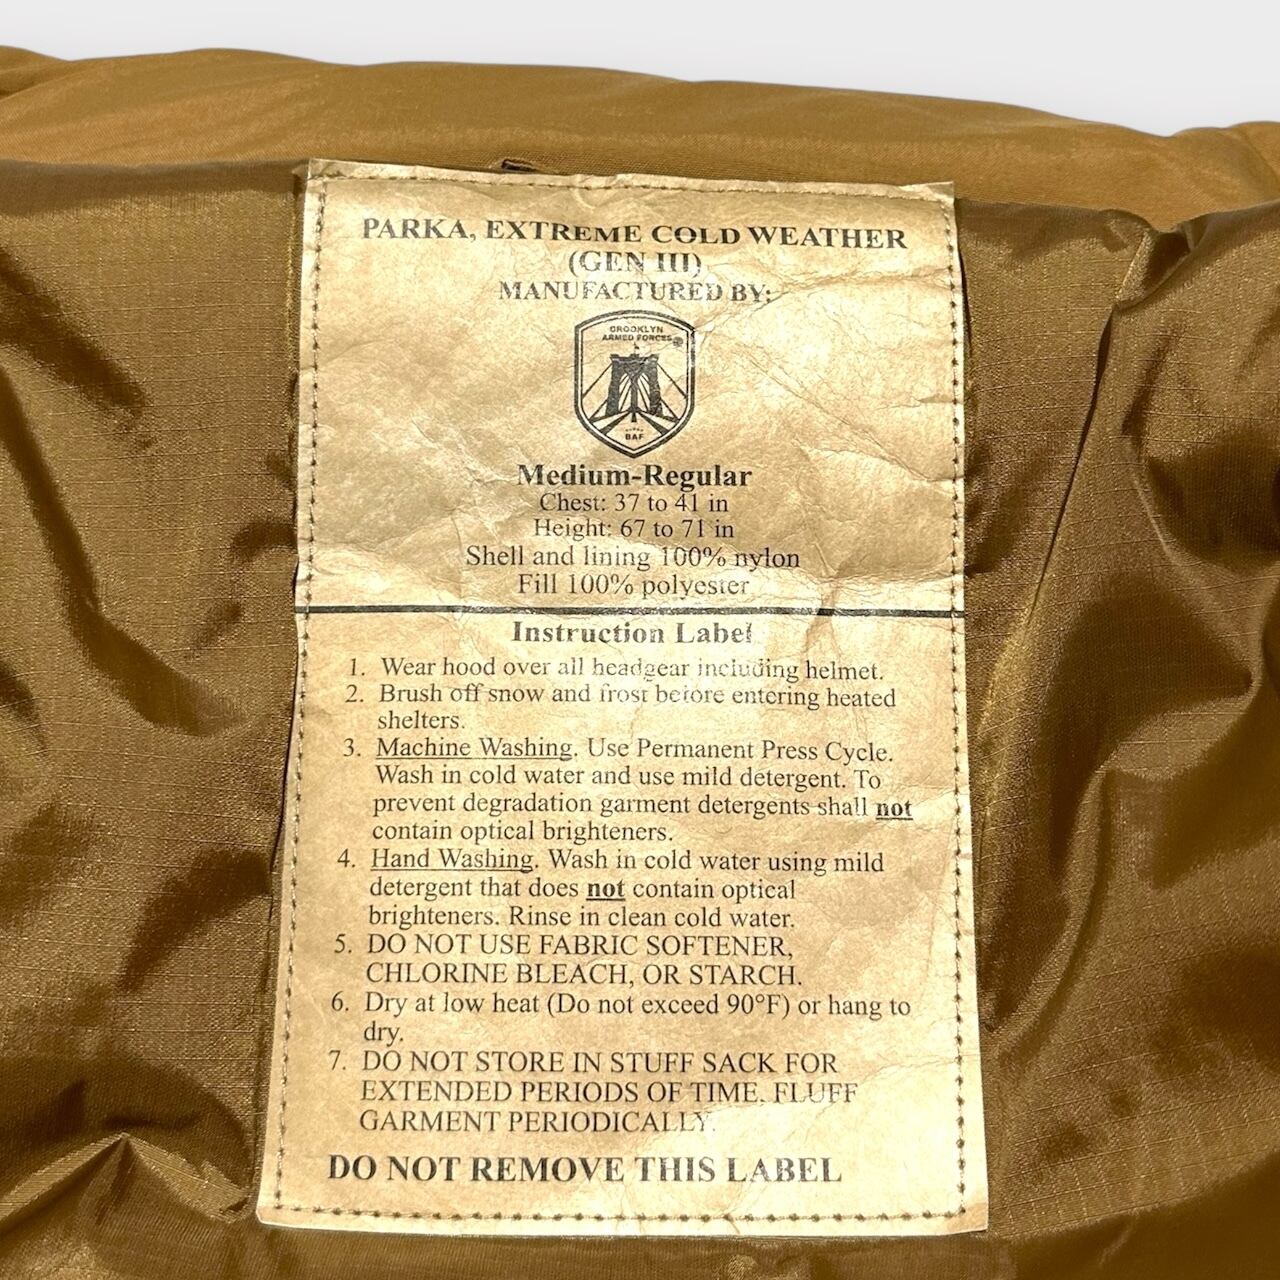 PARKA, EXTREME COLD WEATHER
(GEN III)
MANUFACTURED BY:
BROOKLYN
ARMED FORCES
BAF
Medium-Regular
Chest: 37 to 41 in
Height: 67 to 71 in
Shell and lining 100% nylon
Fill 100% polyester
Instruction Label
1. Wear hood over all headgear including helmet.
2. Brush off snow and frost before entering heated
shelters.
3. Machine Washing. Use Permanent Press Cycle.
Wash in cold water and use mild detergent. To
prevent degradation garment detergents shall not
contain optical brighteners.
4. Hand Washing. Wash in cold water using mild
detergent that does not contain optical
brighteners. Rinse in clean cold water.
5. DO NOT USE FABRIC SOFTENER,
CHLORINE BLEACH, OR STARCH.
6. Dry at low heat (Do not exceed 90°F) or hang to
dry.
7. DO NOT STORE IN STUFF SACK FOR
EXTENDED PERIODS OF TIME. FLUFF
GARMENT PERIODICALLY.
DO NOT REMOVE THIS LABEL